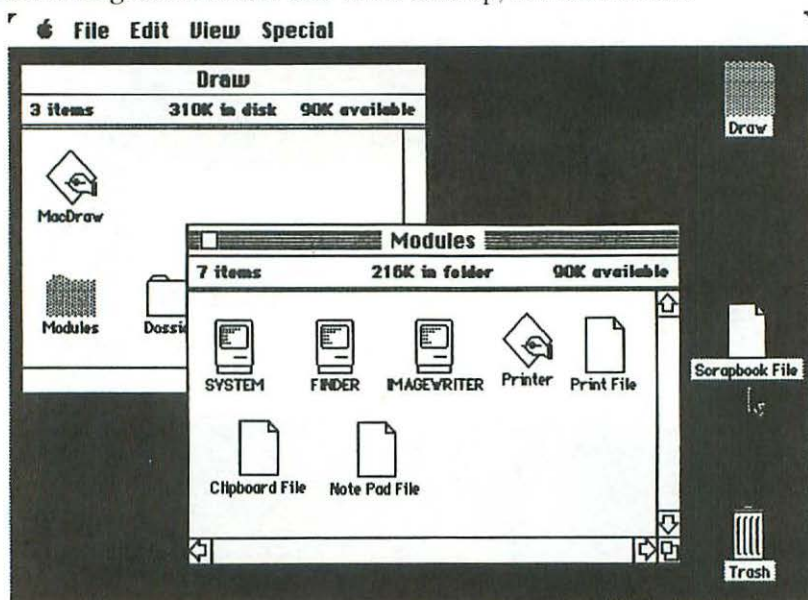 File Edit View Special
Draw
3 items 310K in disk 90K available
MacDraw
Modules
Modules
7 items 216K in folder 90K available
SYSTEM FINDER IMAGEWRITER Printer Print File
Clipboard File Note Pad File
Draw
Scrapbook File
Trash